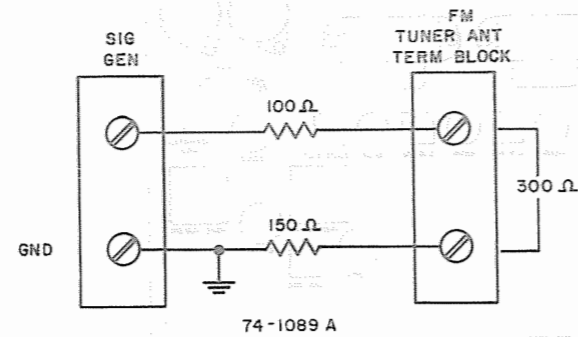 SIG
GEN
FM
TUNER ANT
TERM BLOCK
100 Ω
300 Ω
150 Ω
GND
74-1089 A